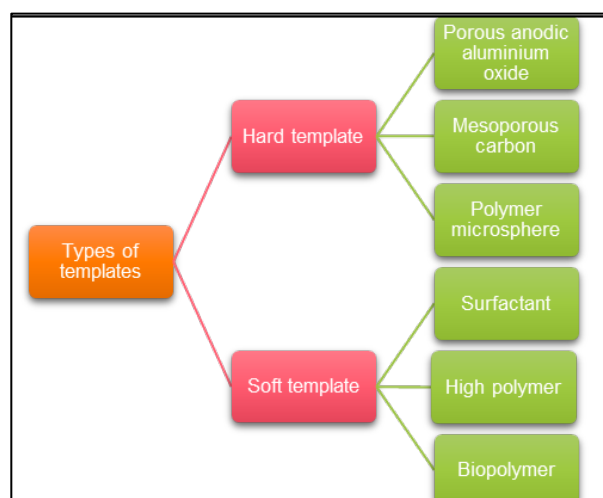 Types of
templates
Hard template
Porous anodic
aluminium
oxide
Mesoporous
carbon
Polymer
microsphere
Soft template
Surfactant
High polymer
Biopolymer